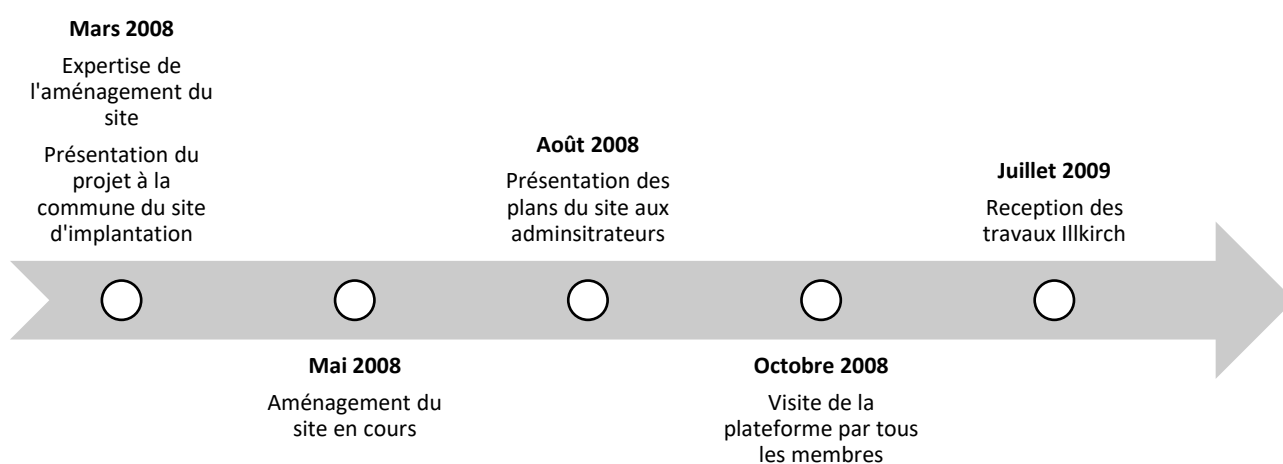 Mars 2008
Expertise de
l'aménagement du
site
Présentation du
projet à la
commune du site
d'implantation
Mai 2008
Aménagement du
site en cours
Août 2008
Présentation des
plans du site aux
adminsitrateurs
Octobre 2008
Visite de la
plateforme par tous
les membres
Juillet 2009
Reception des
travaux Illkirch